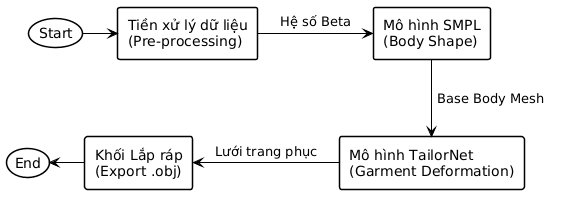 Start
Tiền xử lý dữ liệu
(Pre-processing)
Hệ số Beta
Mô hình SMPL
(Body Shape)
Base Body Mesh
Mô hình TailorNet
(Garment Deformation)
Lưới trang phục
Khối Lắp ráp
(Export .obj)
End